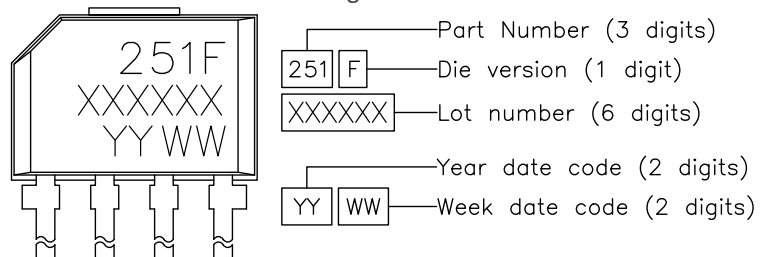 251F
XXXXXX
YY WW
Part Number (3 digits)
251 F Die version (1 digit)
XXXXXX Lot number (6 digits)
Year date code (2 digits)
YY WW Week date code (2 digits)